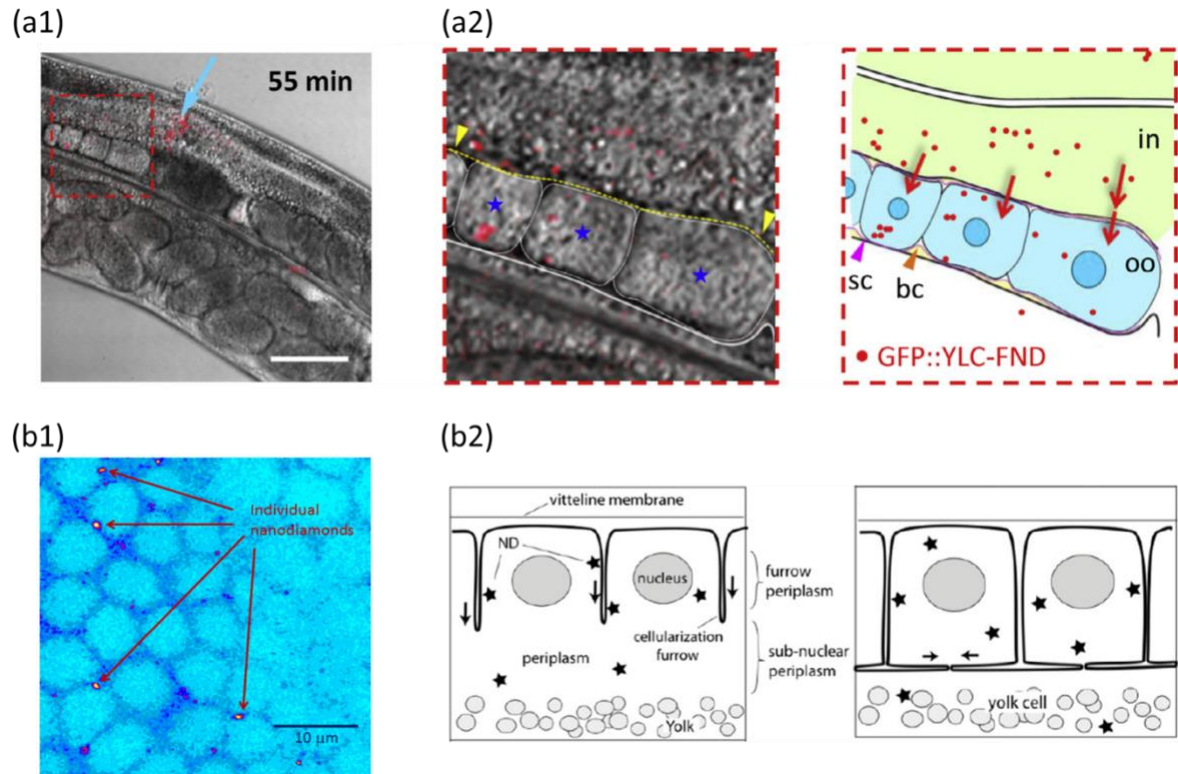 (a1)
55 min
(a2)
in
oo
sc
bc
GFP::YLC-FND
(b1)
Individual
nanodiamonds
10 µm
(b2)
vitteline membrane
ND
nucleus
furrow
periplasm
cellularization
furrow
periplasm
sub-nuclear
periplasm
Yolk
yolk cell